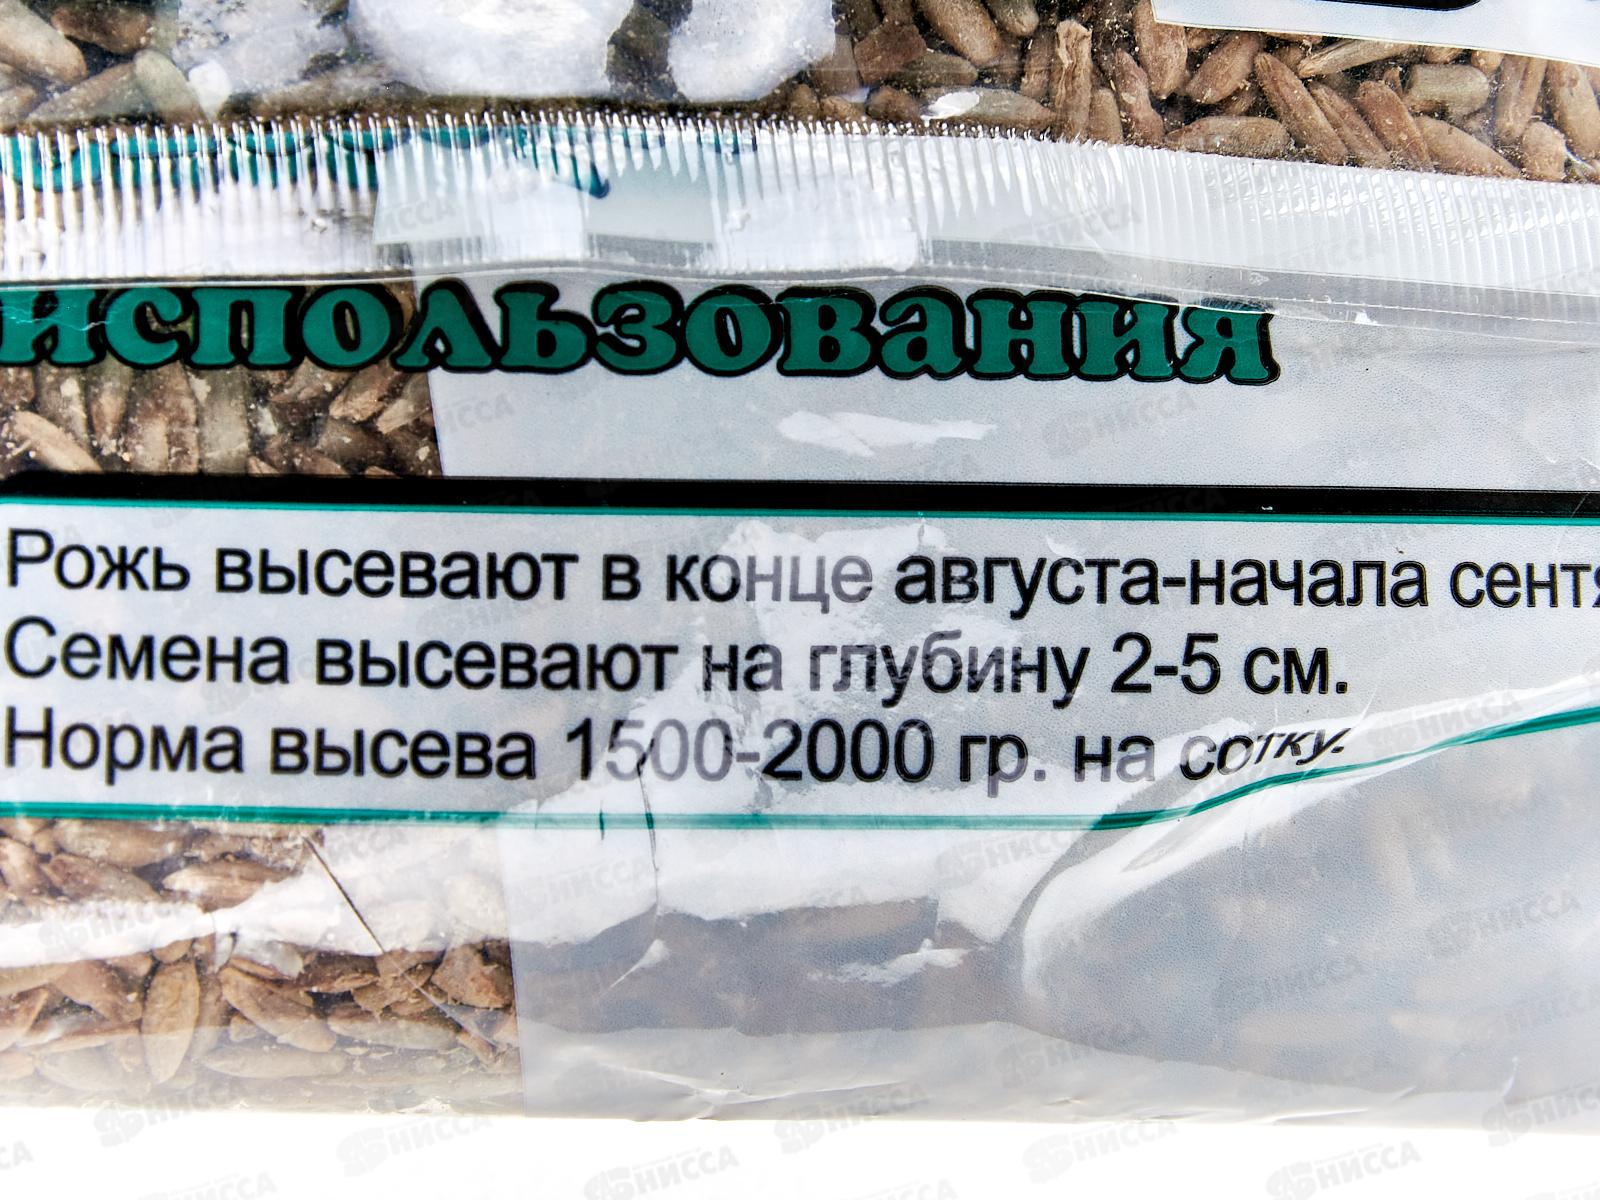 использования
Рожь высевают в конце августа-начала сентя
Семена высевают на глубину 2-5 см.
Норма высева 1500-2000 гр. на сотку.